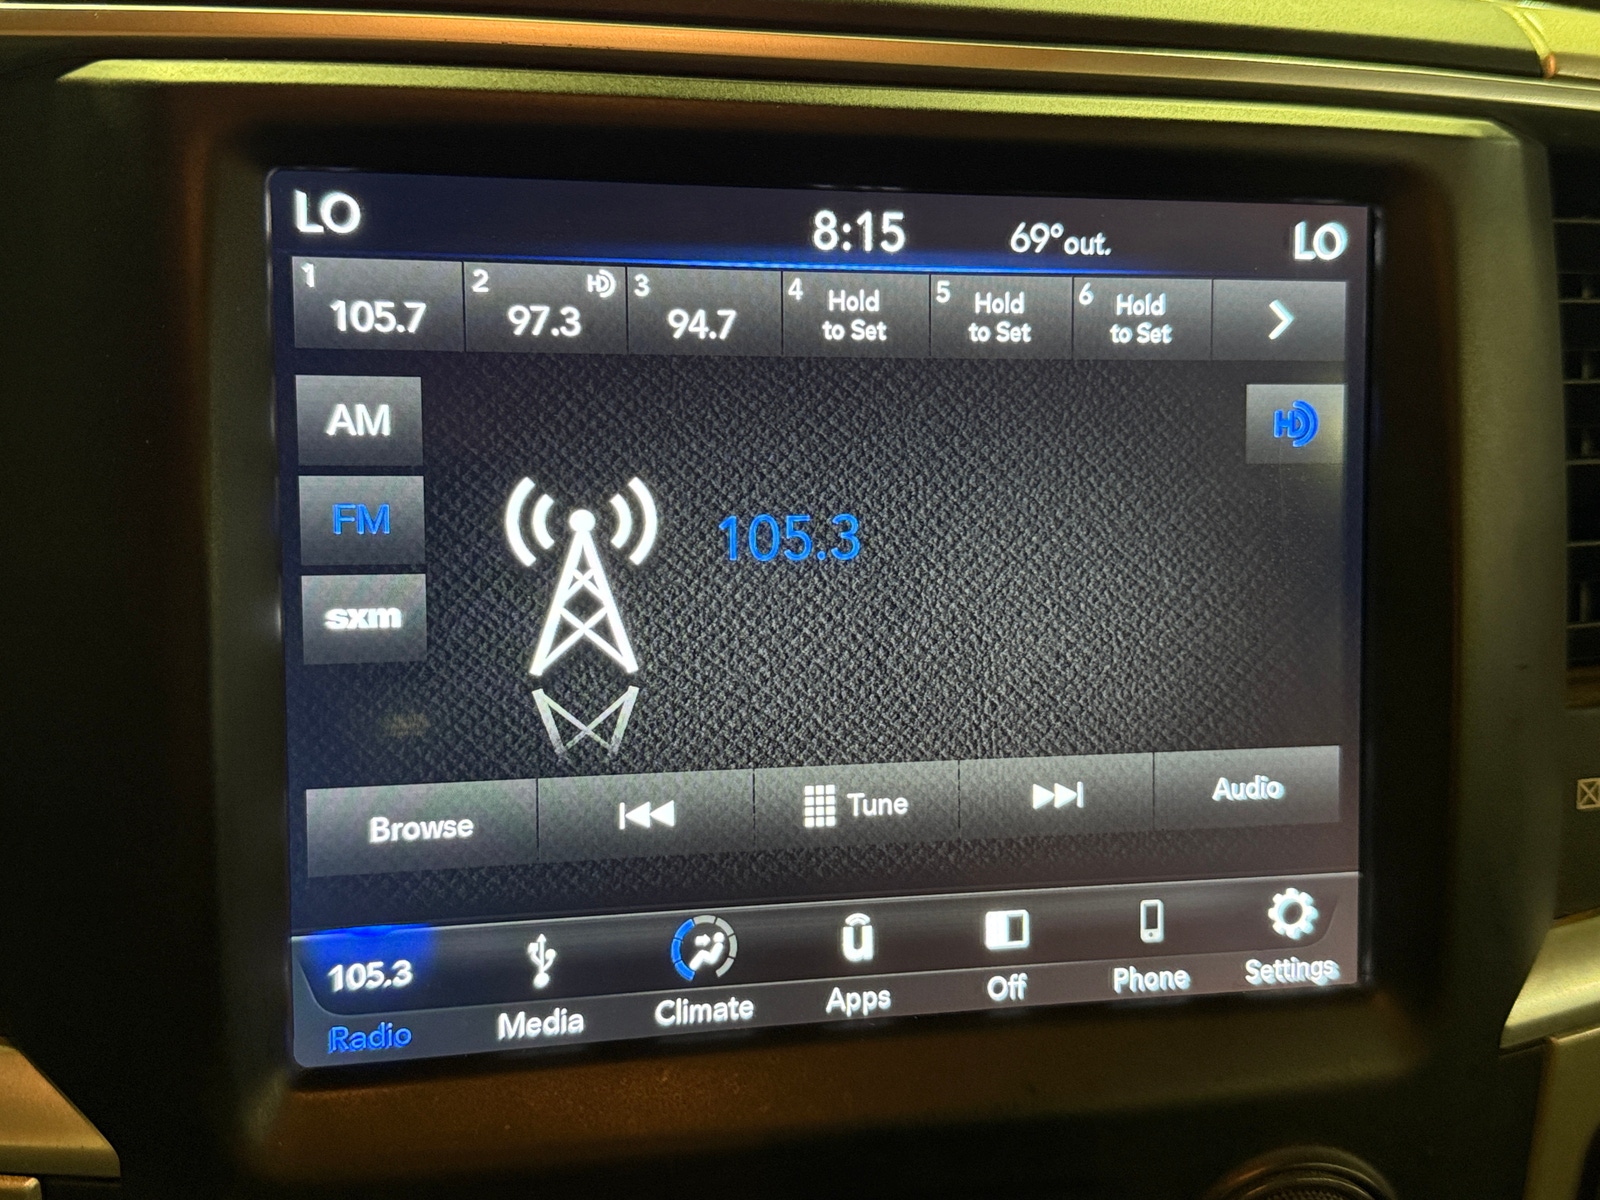 LO
8:15
69° out.
LO
1
105.7
2
HD
97.3
3
94.7
4
Hold
to Set
5
Hold
to Set
6
Hold
to Set
AM
HD
FM
105.3
sxm
Browse
Tune
Audio
105.3
Radio
Media
Climate
Apps
Off
Phone
Settings